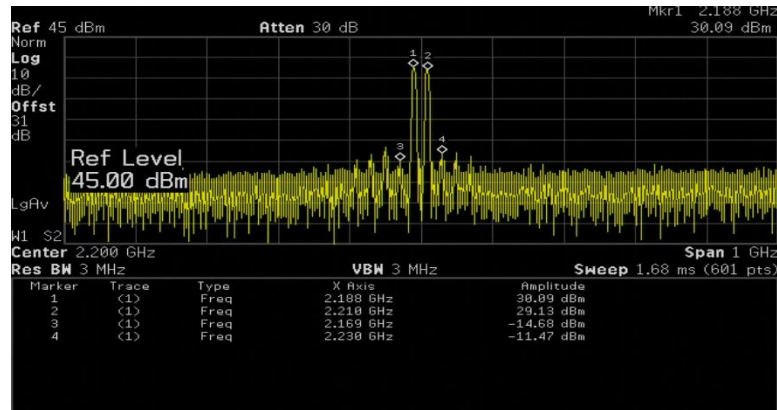 Mkr1 2.188 GHz
Ref 45 dBm Atten 30 dB 30.09 dBm
Norm
Log
10
dB/
Offst
31
dB
1 2
3 4
Ref Level
45.00 dBm
LgAv
W1 S2
Center 2.200 GHz Span 1 GHz
Res BW 3 MHz VBW 3 MHz Sweep 1.68 ms (601 pts)
Marker Trace Type X Axis Amplitude
1 (1) Freq 2.188 GHz 30.09 dBm
2 (1) Freq 2.210 GHz 29.13 dBm
3 (1) Freq 2.169 GHz -14.68 dBm
4 (1) Freq 2.230 GHz -11.47 dBm